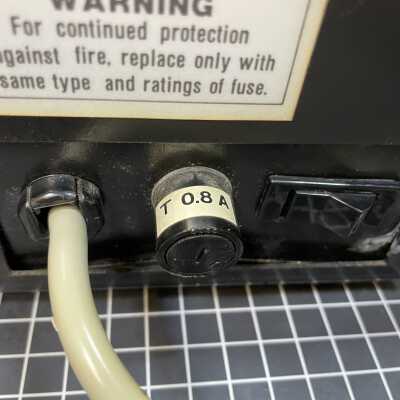 WARNING
For continued protection
against fire, replace only with
same type and ratings of fuse.
T 0.8 A